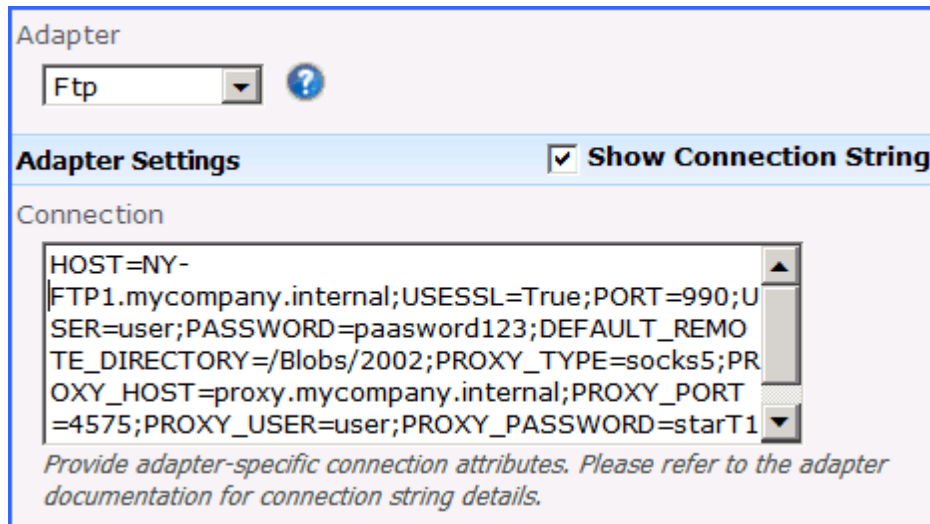 Adapter
Ftp
?
Adapter Settings
Show Connection String
Connection
HOST=NY-
FTP1.mycompany.internal;USESSL=True;PORT=990;U
SER=user;PASSWORD=paasword123;DEFAULT_REMO
TE_DIRECTORY=/Blobs/2002;PROXY_TYPE=socks5;PR
OXY_HOST=proxy.mycompany.internal;PROXY_PORT
=4575;PROXY_USER=user;PROXY_PASSWORD=starT1
Provide adapter-specific connection attributes. Please refer to the adapter
documentation for connection string details.